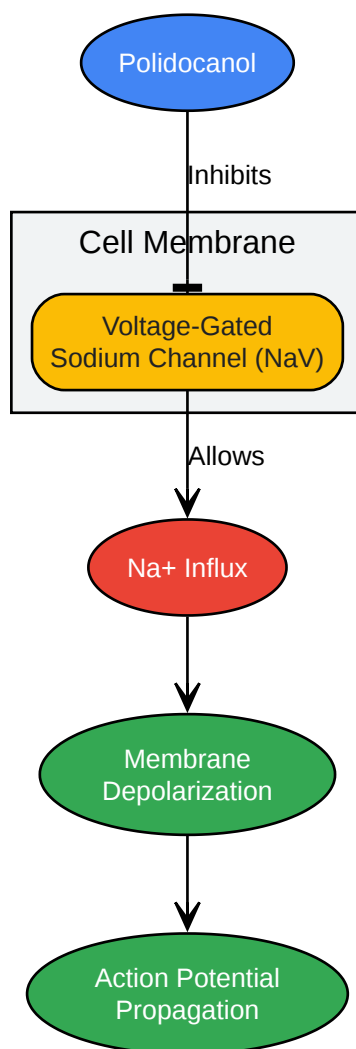 Polidocanol
Inhibits
Cell Membrane
Voltage-Gated
Sodium Channel (NaV)
Allows
Na+ Influx
Membrane
Depolarization
Action Potential
Propagation